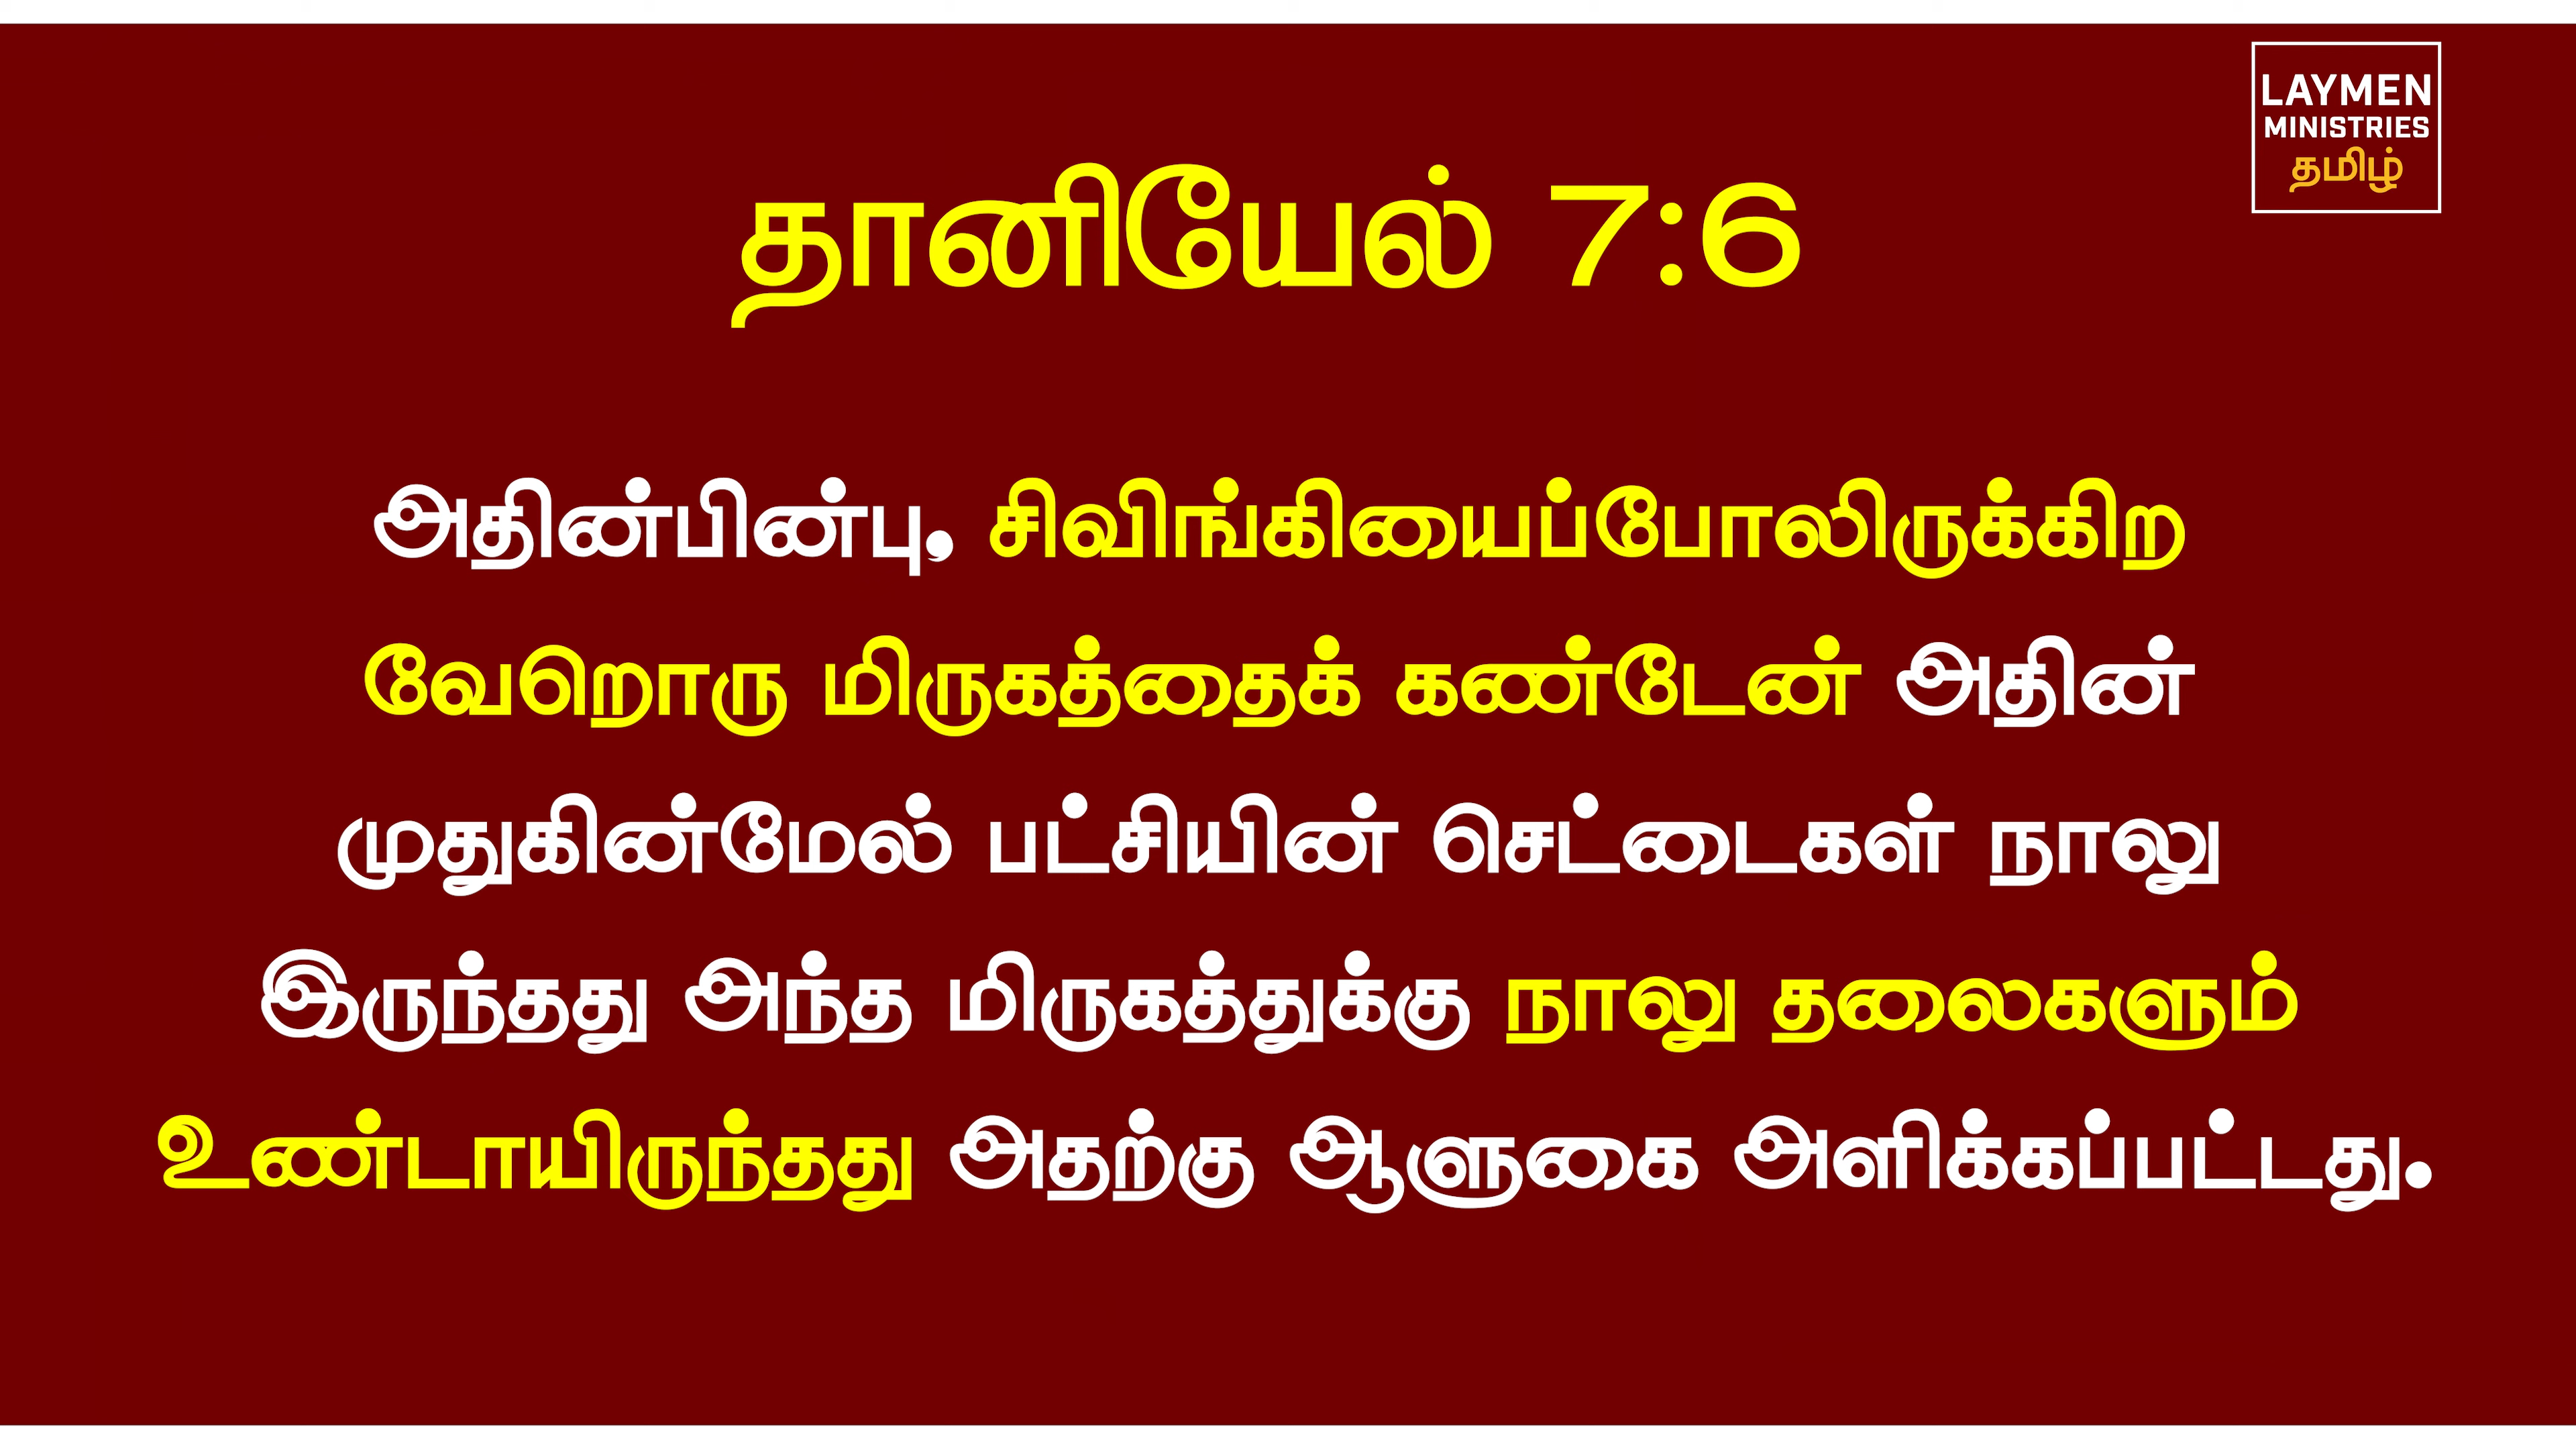 LAYMEN
MINISTRIES
தமிழ்
தானியேல் 7:6
அதின்பின்பு, சிவிங்கியைப்போலிருக்கிற
வேறொரு மிருகத்தைக் கண்டேன் அதின்
முதுகின்மேல் பட்சியின் செட்டைகள் நாலு
இருந்தது அந்த மிருகத்துக்கு நாலு தலைகளும்
உண்டாயிருந்தது அதற்கு ஆளுகை அளிக்கப்பட்டது.